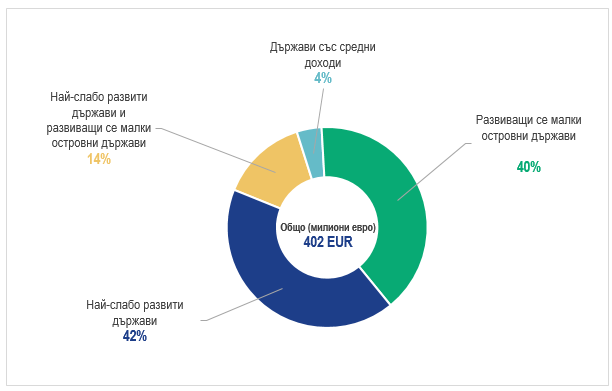 Държави със средни
доходи
4%
Най-слабо развити
държави и
развиващи се малки
островни държави
14%
Развиващи се малки
островни държави
40%
Общо (милиони евро)
402 EUR
Най-слабо развити
държави
42%